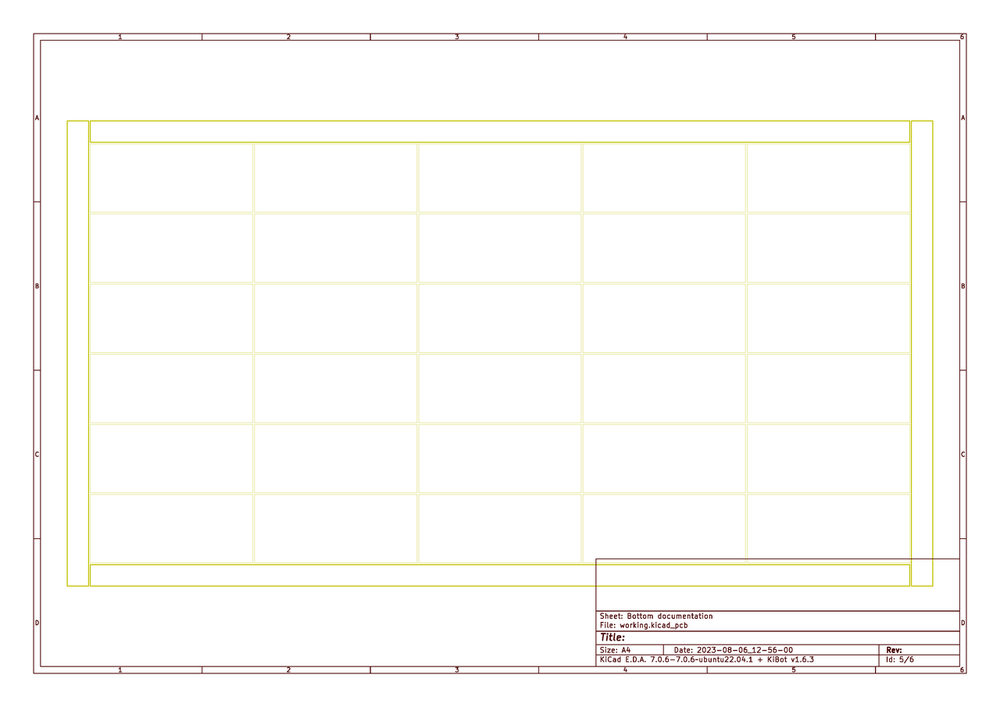 1 2 3 4 5 6
A A
B B
C C
D D
Sheet: Bottom documentation
File: working.kicad_pcb
Title:
Size: A4 Date: 2023-08-06_12-56-00 Rev:
KiCad E.D.A. 7.0.6-7.0.6~ubuntu22.04.1 + KiBot v1.6.3 Id: 5/6
1 2 3 4 5 6